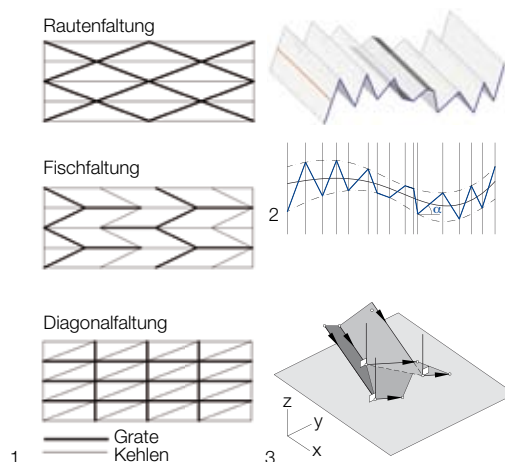 Rautenfaltung
Fischfaltung
Diagonalfaltung
Grate
Kehlen
1
α
2
z
y
x
3